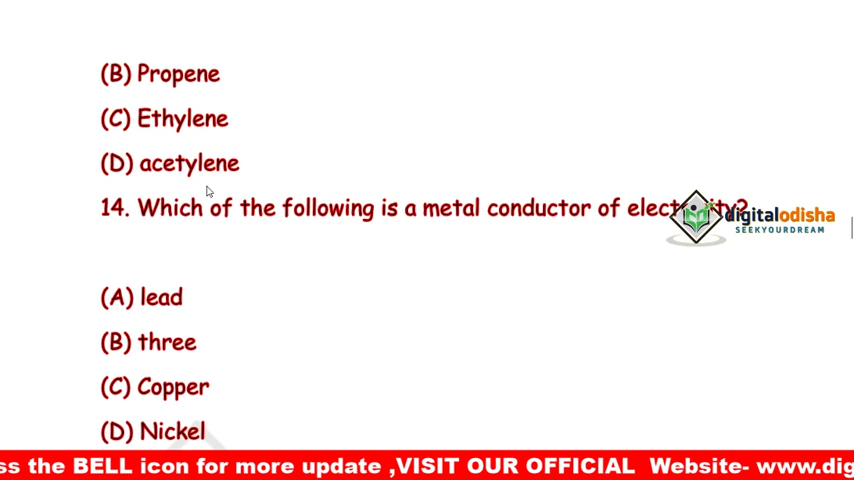 (B) Propene
(C) Ethylene
(D) acetylene
14. Which of the following is a metal conductor of electricity?
digitalodisha
SEEKYOURDREAM
(A) lead
(B) three
(C) Copper
(D) Nickel
ss the BELL icon for more update ,VISIT OUR OFFICIAL Website- www.dig